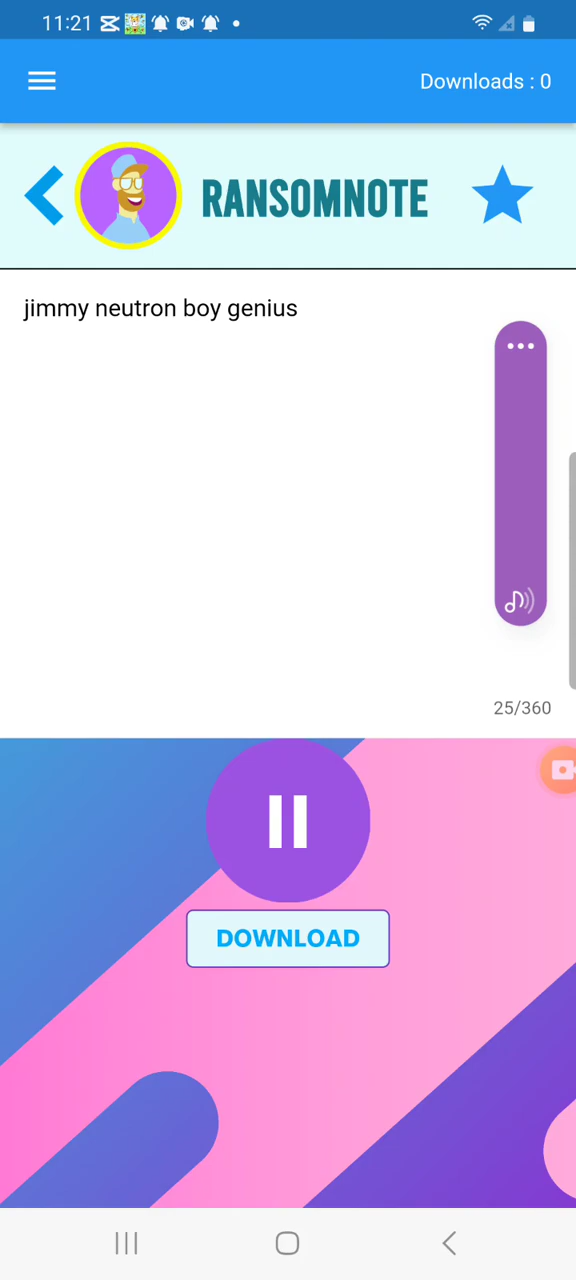 11:21
Downloads : 0
RANSOMNOTE
jimmy neutron boy genius
25/360
DOWNLOAD